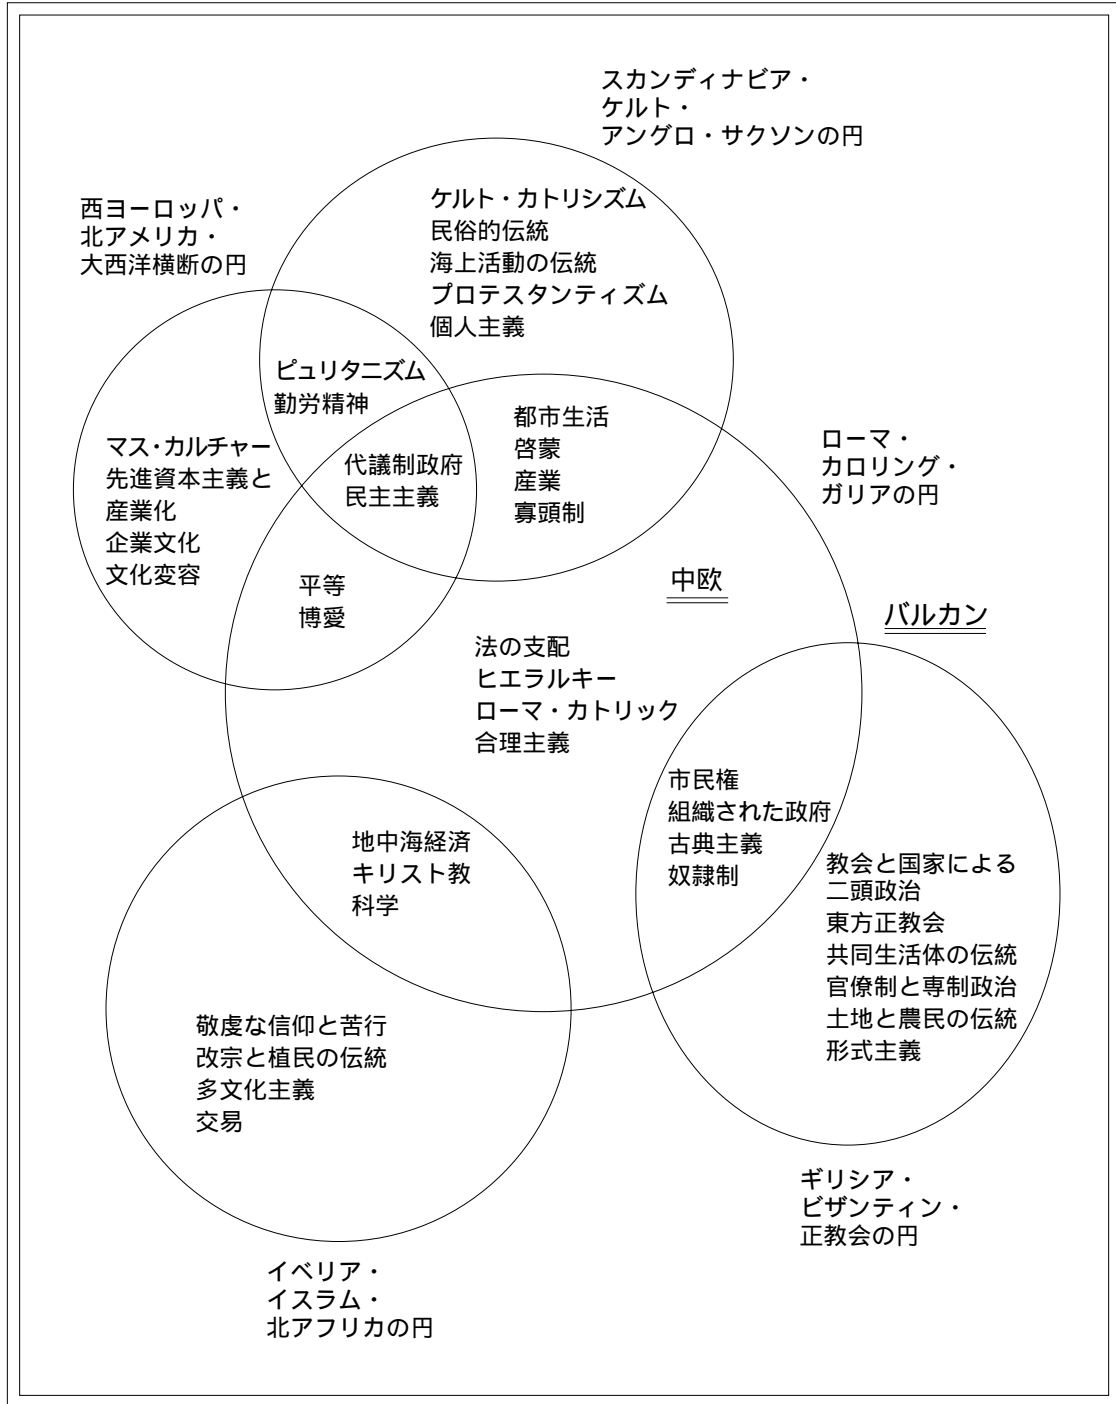 スカンディナビア・
ケルト・
アングロ・サクソンの円
西ヨーロッパ・
北アメリカ・
大西洋横断の円
ケルト・カトリシズム
民俗的伝統
海上活動の伝統
プロテスタンティズム
個人主義
ピュリタニズム
勤労精神
都市生活
啓蒙
産業
寡頭制
ローマ・
カロリング・
ガリアの円
マス・カルチャー
先進資本主義と
産業化
企業文化
文化変容
代議制政府
民主主義
平等
博愛
中欧
バルカン
法の支配
ヒエラルキー
ローマ・カトリック
合理主義
市民権
組織された政府
古典主義
奴隷制
地中海経済
キリスト教
科学
教会と国家による
二頭政治
東方正教会
共同生活体の伝統
官僚制と専制政治
土地と農民の伝統
形式主義
敬虔な信仰と苦行
改宗と植民の伝統
多文化主義
交易
ギリシア・
ビザンティン・
正教会の円
イベリア・
イスラム・
北アフリカの円